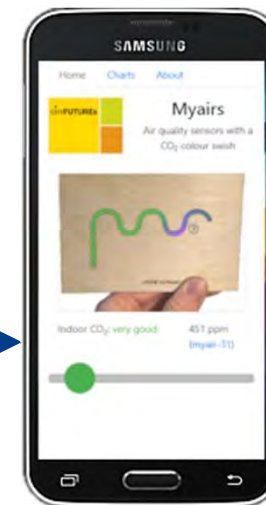 SAMSUNG
Home Charts About
Myairs
Air quality sensors with a
CO₂ colour swish
Indoor CO₂: very good 451 ppm
(myair-51)